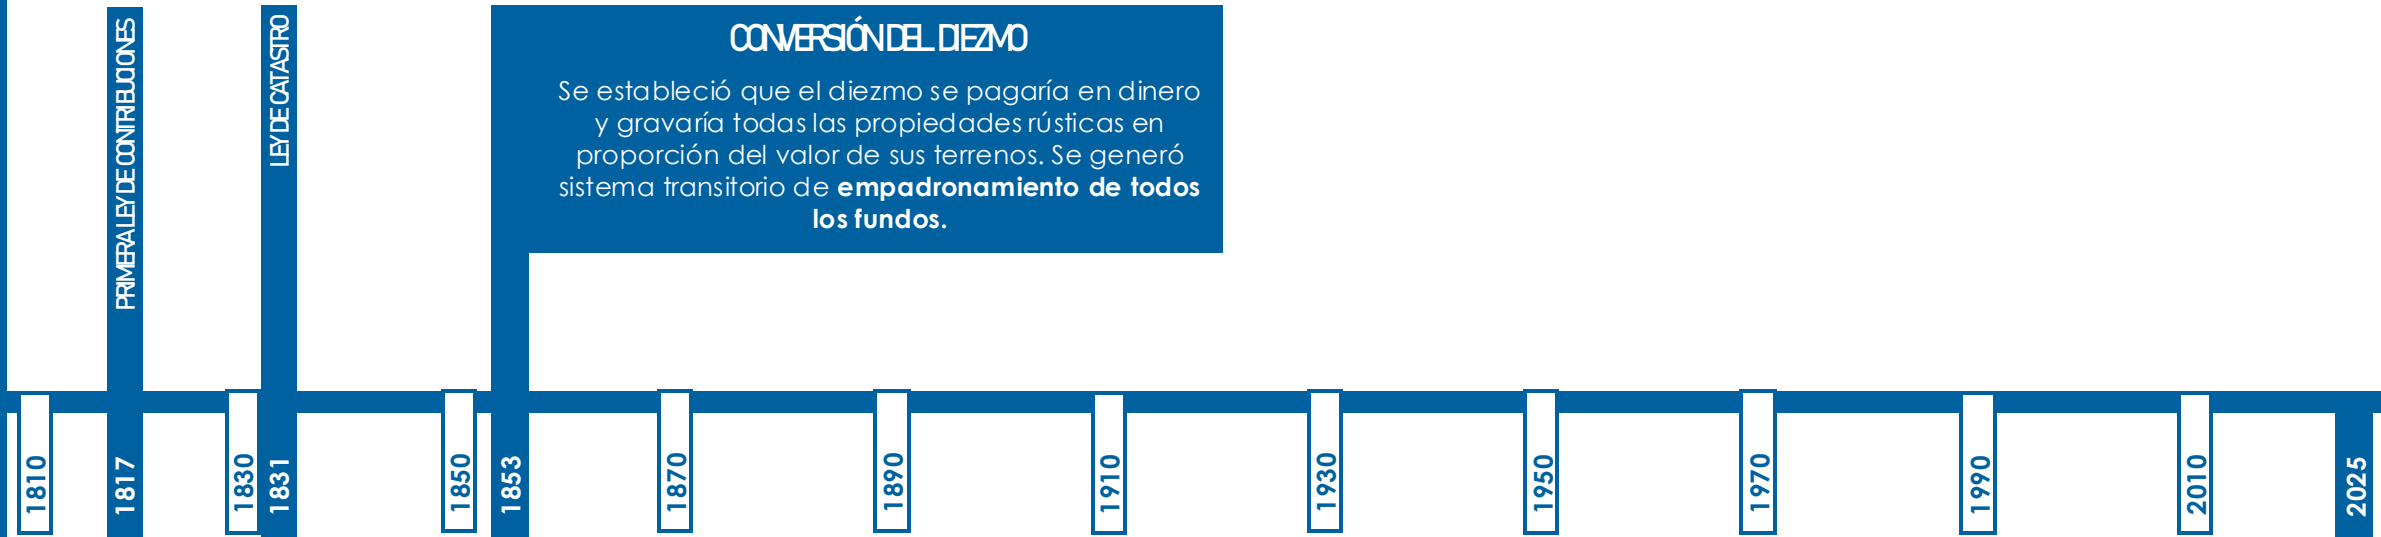 PRIMERA LEY DE CONTRIBUCIONES
LEY DE CATASTRO
CONVERSIÓN DEL DIEZMO
Se estableció que el diezmo se pagaría en dinero
y gravaría todas las propiedades rústicas en
proporción del valor de sus terrenos. Se generó
sistema transitorio de empadronamiento de todos
los fundos.
1810
1817
1830
1831
1850
1853
1870
1890
1910
1930
1950
1970
1990
2010
2025